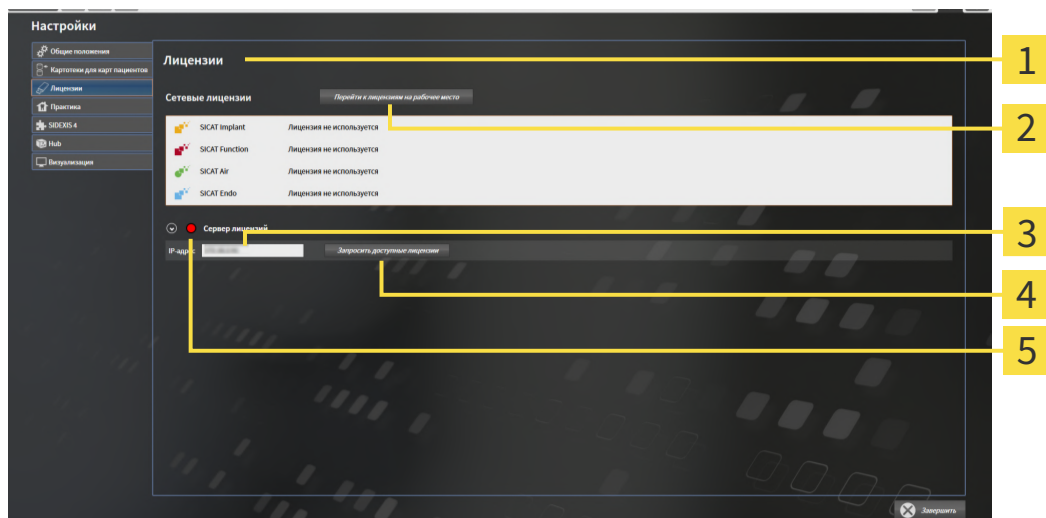 Настройки
Общие положения
Картотеки для карт пациентов
Лицензии
Практика
SIDEXIS 4
Hub
Визуализация
Лицензии
1
Сетевые лицензии
Перейти к лицензиям на рабочее место
2
SICAT Implant Лицензия не используется
SICAT Function Лицензия не используется
SICAT Air Лицензия не используется
SICAT Endo Лицензия не используется
Сервер лицензий
3
IP-адрес
Запросить доступные лицензии
4
5
Завершить